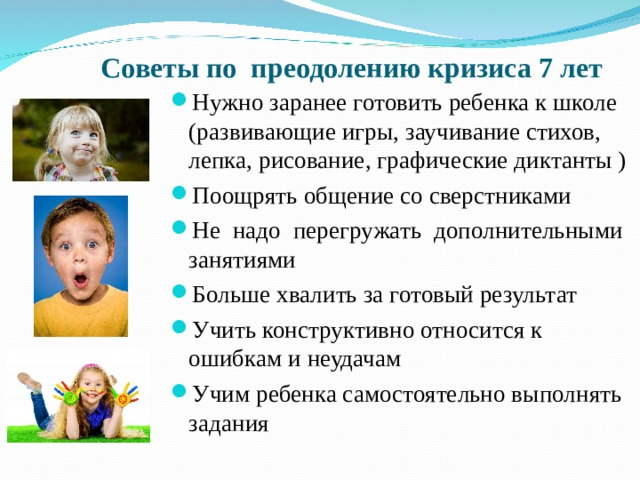 Советы по преодолению кризиса 7 лет
Нужно заранее готовить ребенка к школе
(развивающие игры, заучивание стихов,
лепка, рисование, графические диктанты )
Поощрять общение со сверстниками
Не надо перегружать дополнительными
занятиями
Больше хвалить за готовый результат
Учить конструктивно относится к
ошибкам и неудачам
Учим ребенка самостоятельно выполнять
задания